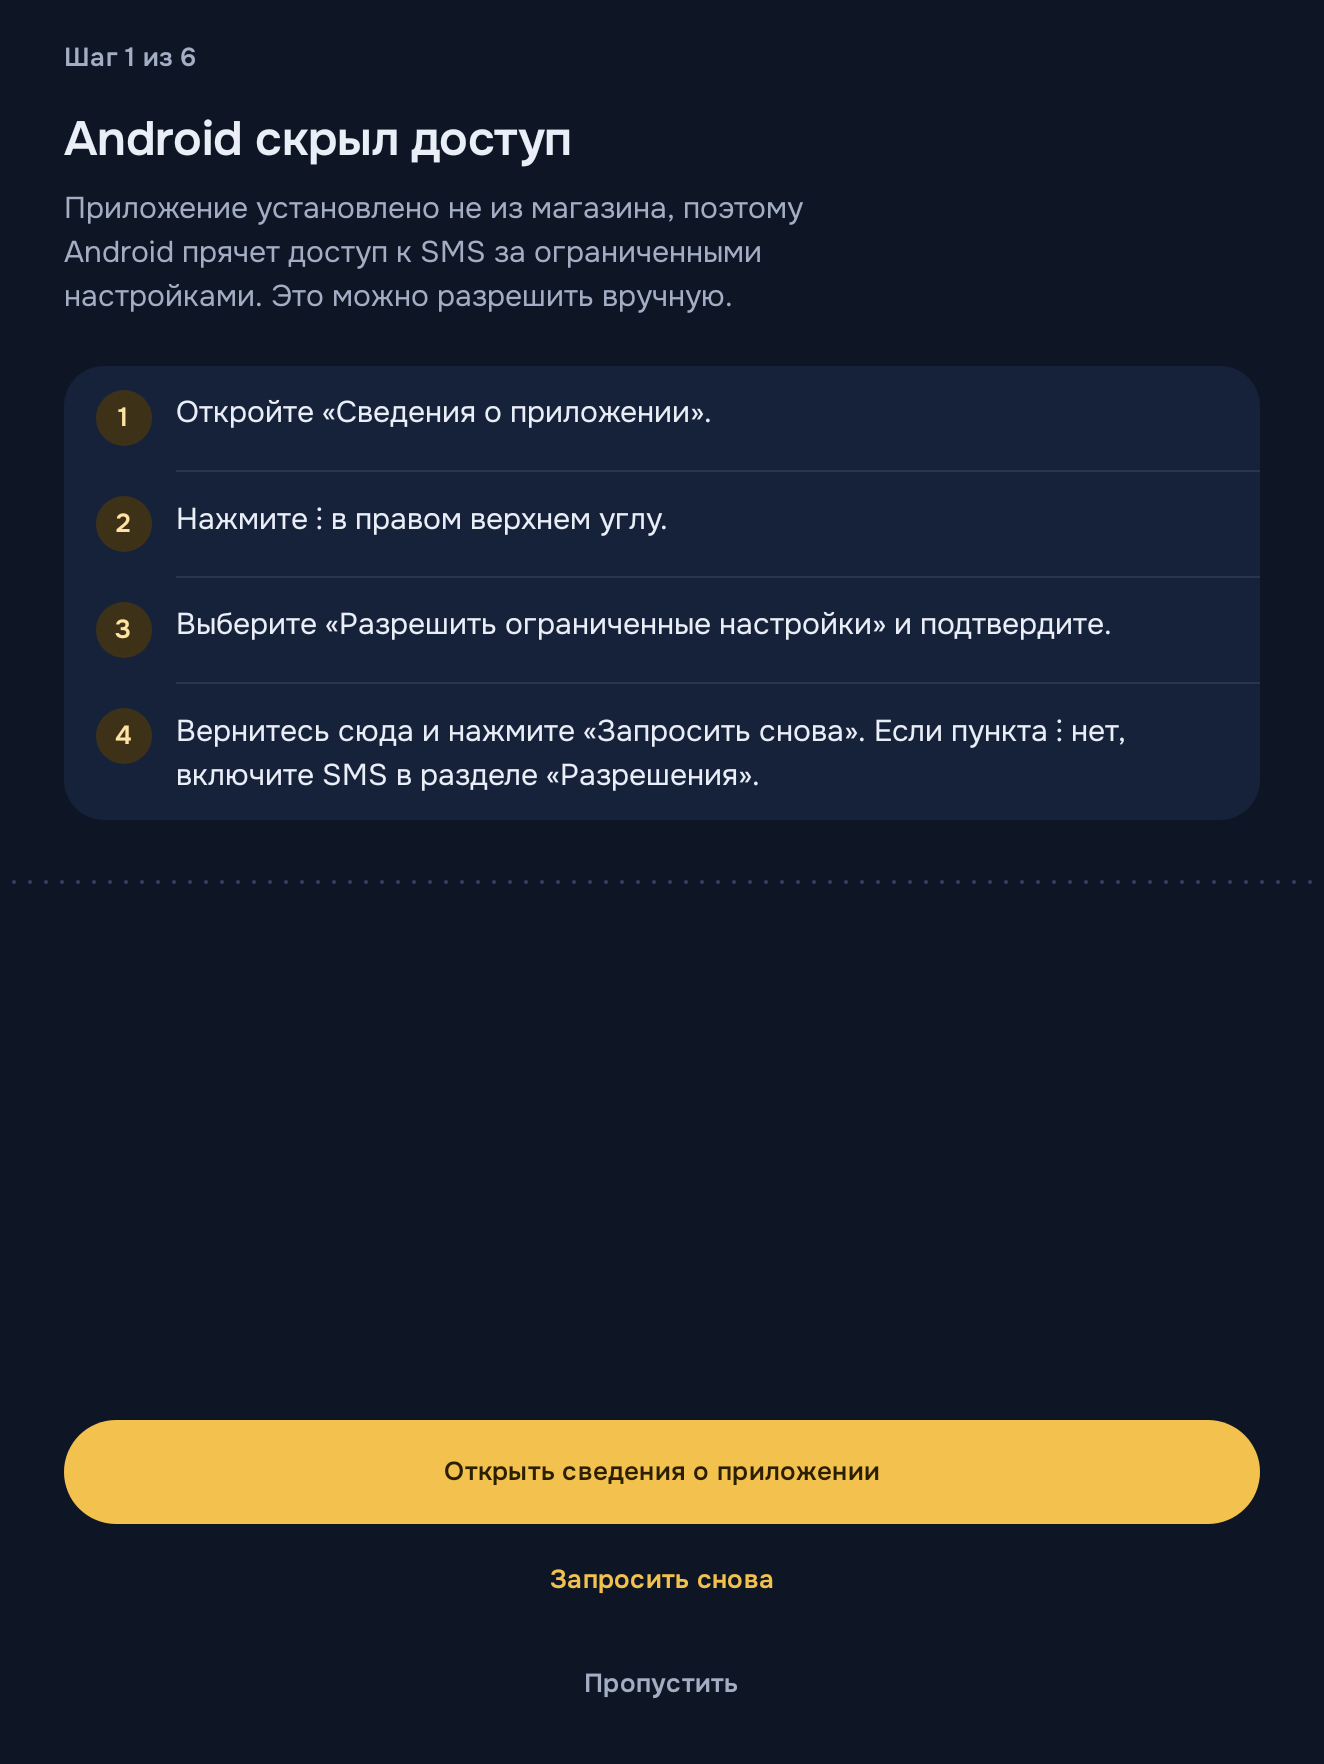 Шаг 1 из 6
Android скрыл доступ
Приложение установлено не из магазина, поэтому
Android прячет доступ к SMS за ограниченными
настройками. Это можно разрешить вручную.
1 Откройте «Сведения о приложении».
2 Нажмите ⋮ в правом верхнем углу.
3 Выберите «Разрешить ограниченные настройки» и подтвердите.
4 Вернитесь сюда и нажмите «Запросить снова». Если пункта ⋮ нет,
включите SMS в разделе «Разрешения».
Открыть сведения о приложении
Запросить снова
Пропустить